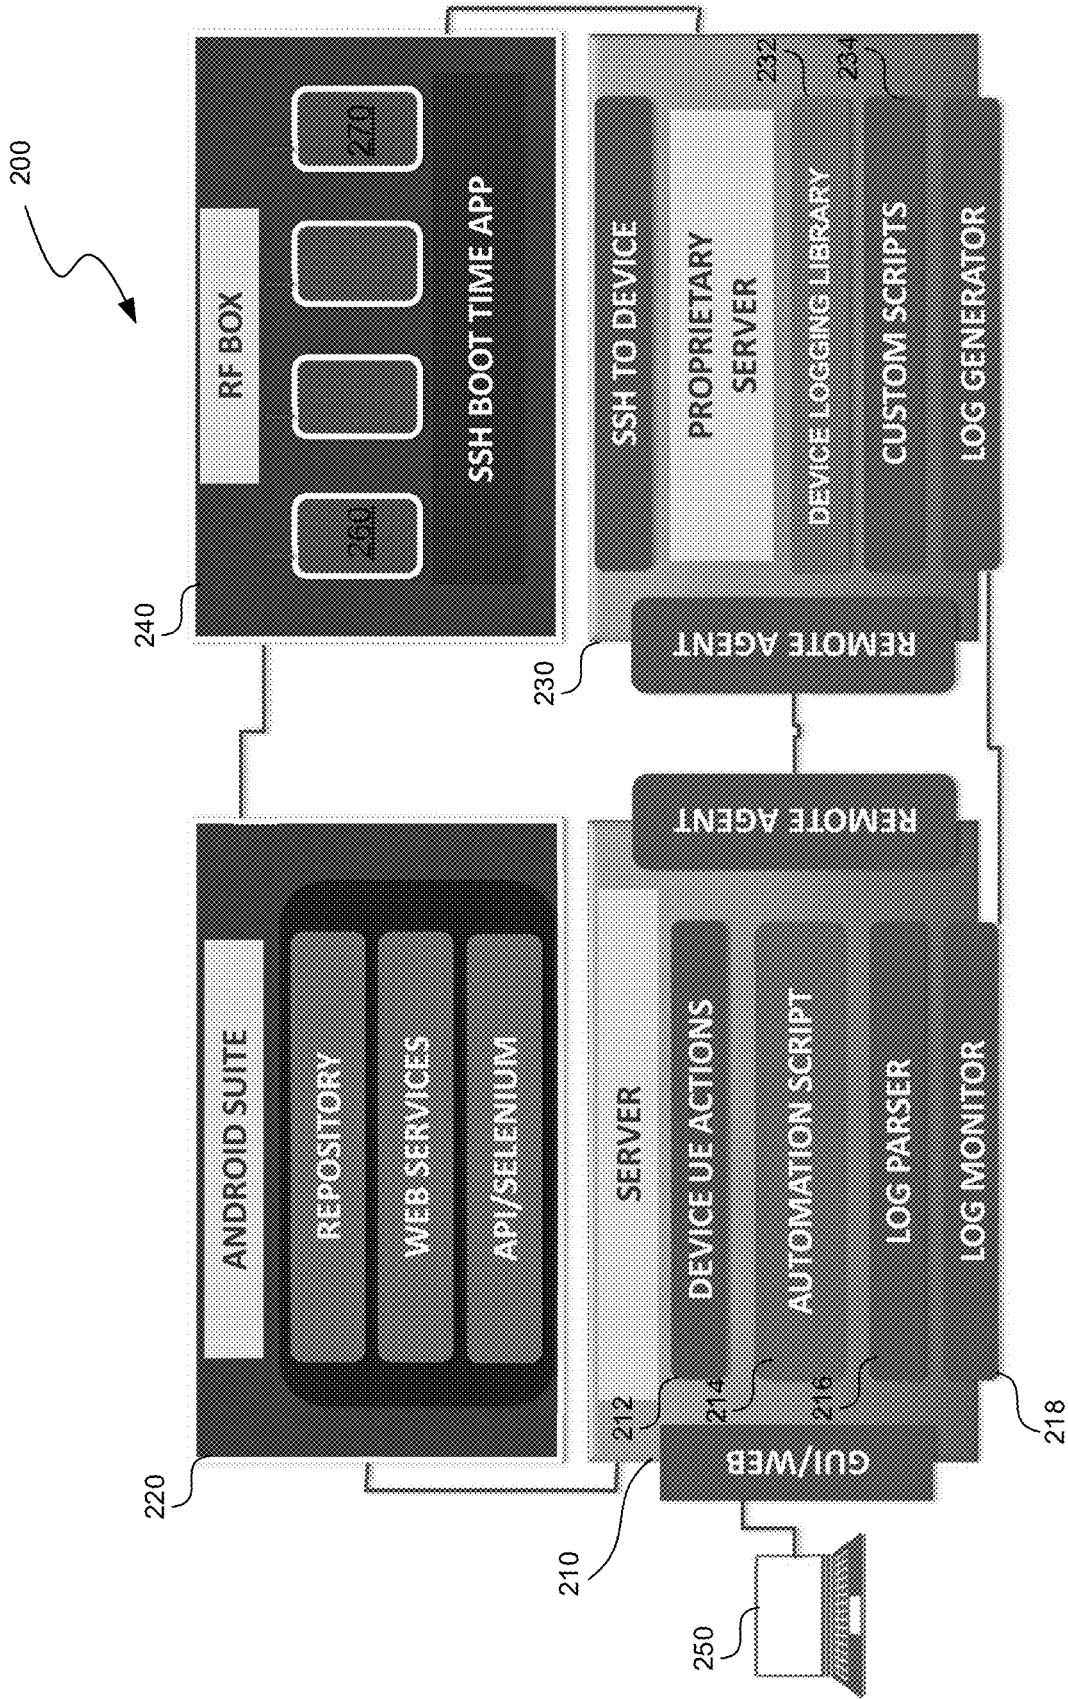 200
220
ANDROID SUITE
REPOSITORY
WEB SERVICES
API/SELENIUM
240
RF BOX
260
270
SSH BOOT TIME APP
210
SERVER
212
DEVICE UE ACTIONS
214
AUTOMATION SCRIPT
216
LOG PARSER
LOG MONITOR
218
GUI/WEB
250
REMOTE AGENT
REMOTE AGENT
230
SSH TO DEVICE
PROPRIETARY
SERVER
232
DEVICE LOGGING LIBRARY
234
CUSTOM SCRIPTS
LOG GENERATOR